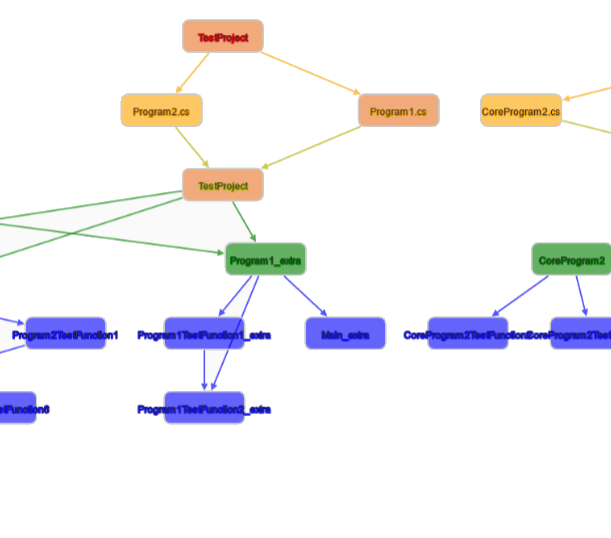 TestProject
Program2.cs
Program1.cs
CoreProgram2.cs
TestProject
Program1_extra
CoreProgram2
Program2TestFunction1
Program1TestFunction1_extra
Main_extra
Program1TestFunction2_extra